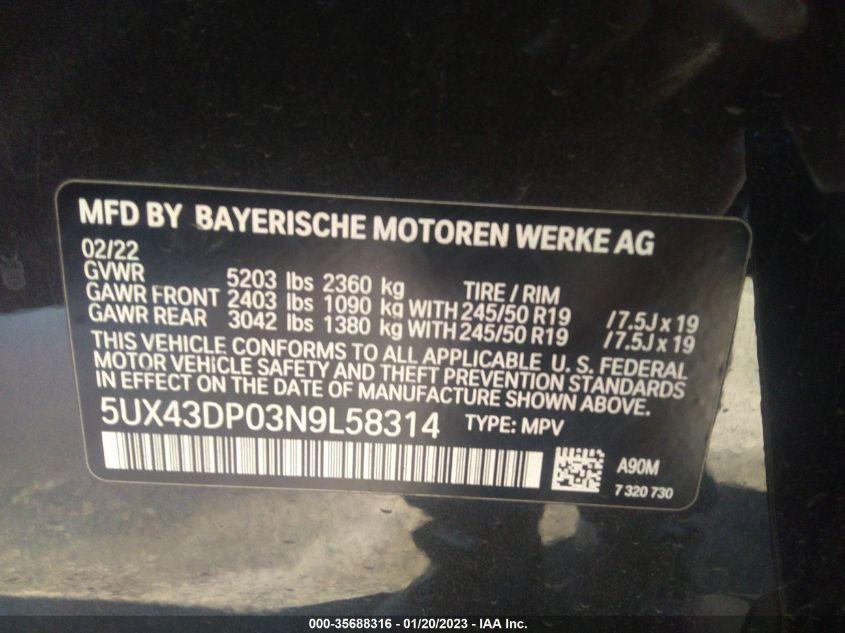 MFD BY BAYERISCHE MOTOREN WERKE AG
02/22
GVWR 5203 lbs 2360 kg TIRE / RIM
GAWR FRONT 2403 lbs 1090 kg WITH 245/50 R19 /7.5J x 19
GAWR REAR 3042 lbs 1380 kg WITH 245/50 R19 /7.5J x 19
THIS VEHICLE CONFORMS TO ALL APPLICABLE U. S. FEDERAL
MOTOR VEHICLE SAFETY AND THEFT PREVENTION STANDARDS
IN EFFECT ON THE DATE OF MANUFACTURE SHOWN ABOVE.
5UX43DP03N9L58314 TYPE: MPV
A90M
7 320 730
000-35688316 - 01/20/2023 - IAA Inc.